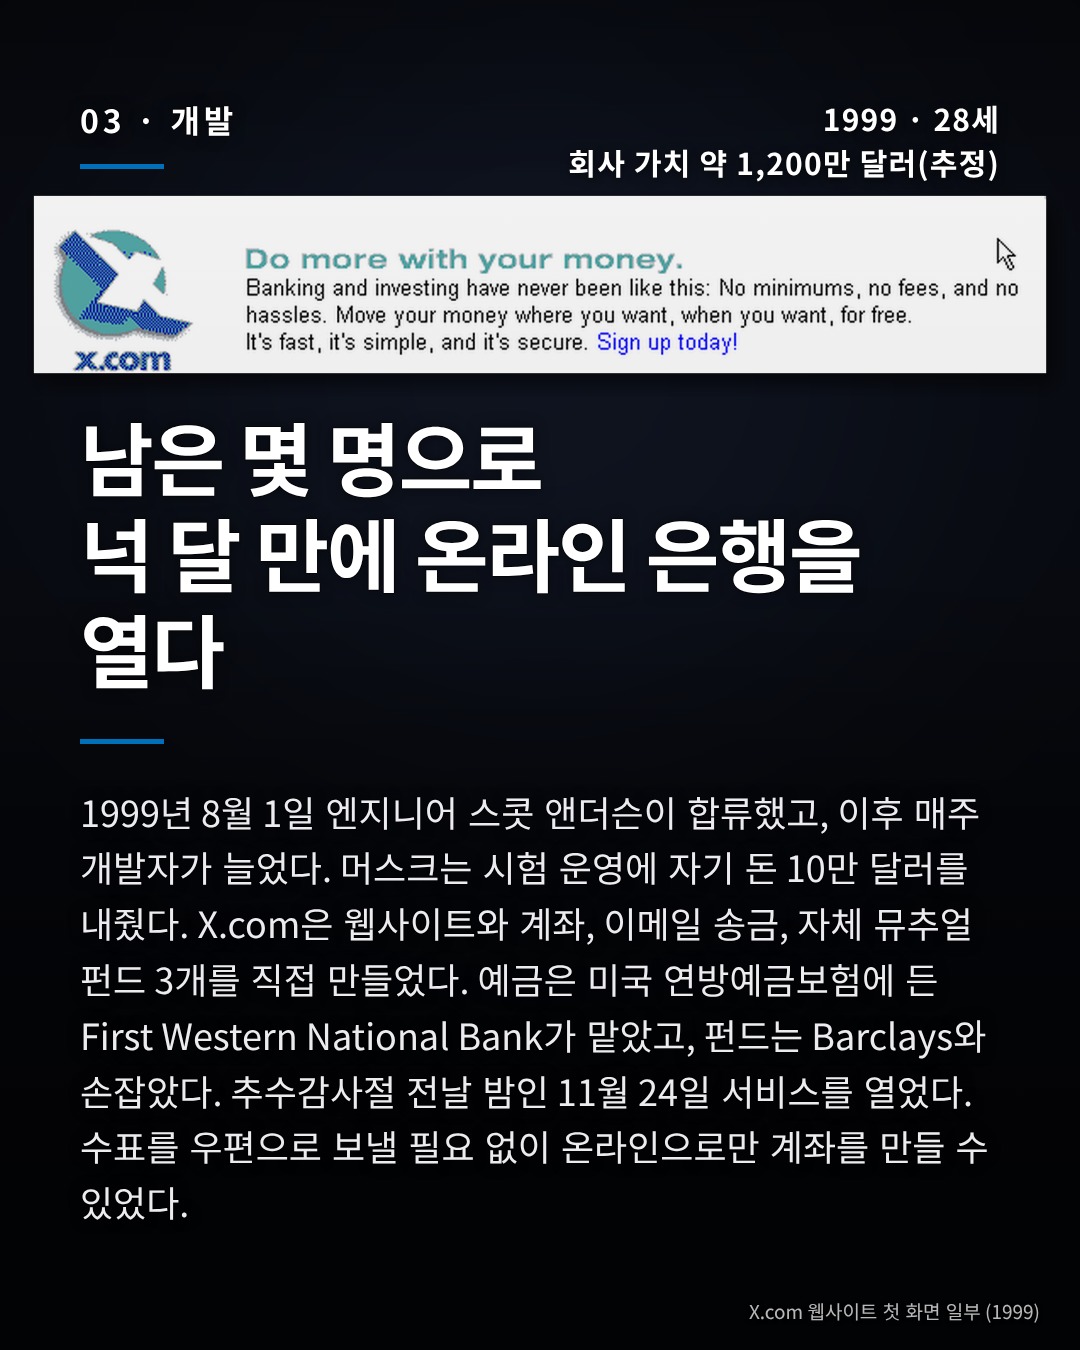 03 · 개발
1999 · 28세
회사 가치 약 1,200만 달러(추정)
Do more with your money.
Banking and investing have never been like this: No minimums, no fees, and no
hassles. Move your money where you want, when you want, for free.
It's fast, it's simple, and it's secure. Sign up today!
x.com
남은 몇 명으로
넉 달 만에 온라인 은행을
열다
1999년 8월 1일 엔지니어 스콧 앤더슨이 합류했고, 이후 매주
개발자가 늘었다. 머스크는 시험 운영에 자기 돈 10만 달러를
내줬다. X.com은 웹사이트와 계좌, 이메일 송금, 자체 뮤추얼
펀드 3개를 직접 만들었다. 예금은 미국 연방예금보험에 든
First Western National Bank가 맡았고, 펀드는 Barclays와
손잡았다. 추수감사절 전날 밤인 11월 24일 서비스를 열었다.
수표를 우편으로 보낼 필요 없이 온라인으로만 계좌를 만들 수
있었다.
X.com 웹사이트 첫 화면 일부 (1999)